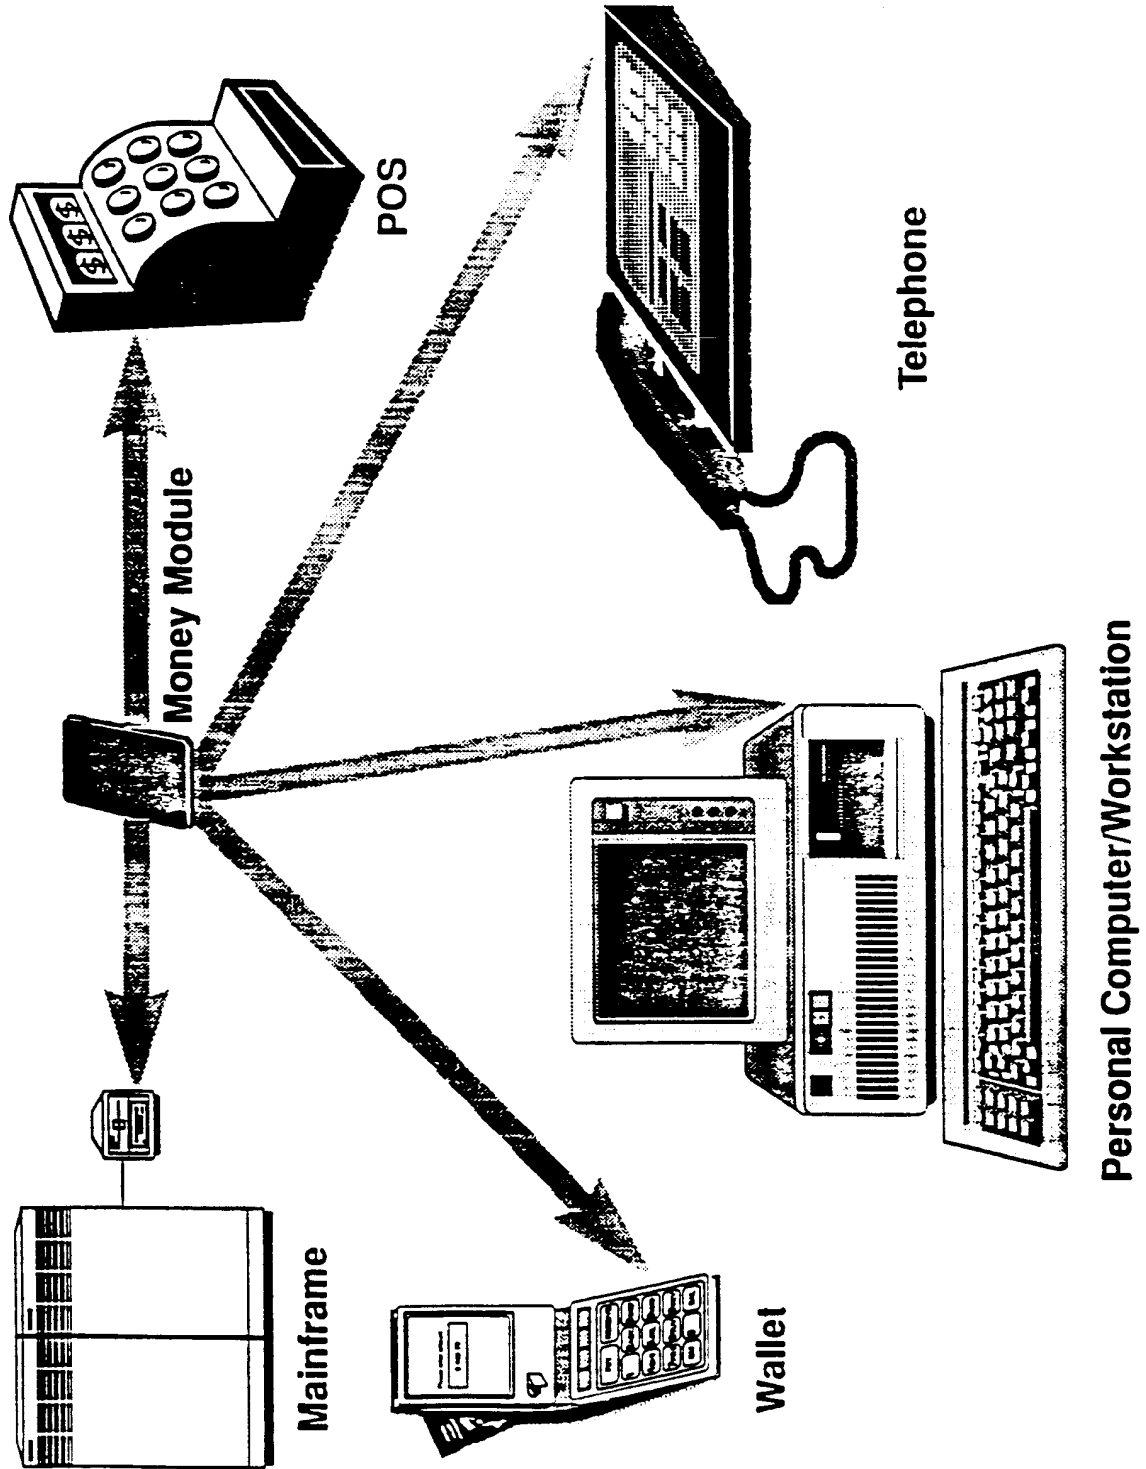 Money Module
Mainframe
POS
$ $ $
Wallet
Personal Computer/Workstation
Telephone